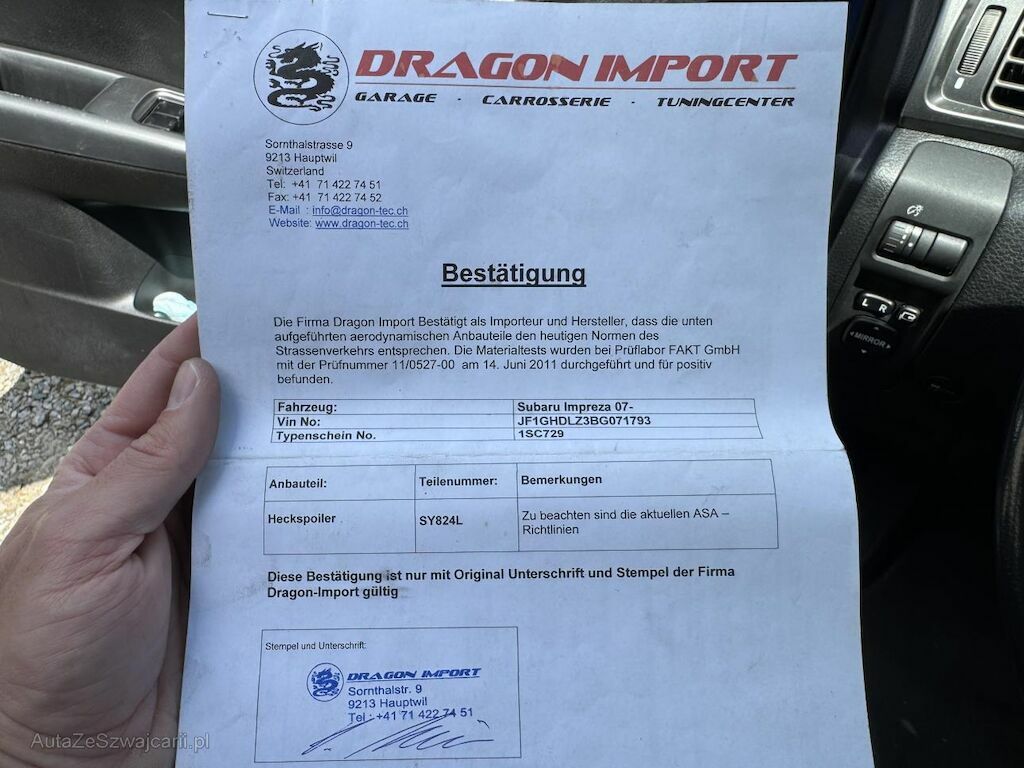 DRAGON IMPORT
GARAGE · CARROSSERIE · TUNINGCENTER
Sornthalstrasse 9
9213 Hauptwil
Switzerland
Tel: +41 71 422 74 51
Fax: +41 71 422 74 52
E-Mail : info@dragon-tec.ch
Website: www.dragon-tec.ch
Bestätigung
Die Firma Dragon Import Bestätigt als Importeur und Hersteller, dass die unten
aufgeführten aerodynamischen Anbauteile den heutigen Normen des
Strassenverkehrs entsprechen. Die Materialtests wurden bei Prüflabor FAKT GmbH
mit der Prüfnummer 11/0527-00 am 14. Juni 2011 durchgeführt und für positiv
befunden.
Fahrzeug: Subaru Impreza 07-
Vin No: JF1GHDLZ3BG071793
Typenschein No. 1SC729
Anbauteil: Teilenummer: Bemerkungen
Heckspoiler SY824L Zu beachten sind die aktuellen ASA –
Richtlinien
Diese Bestätigung ist nur mit Original Unterschrift und Stempel der Firma
Dragon-Import gültig
Stempel und Unterschrift:
DRAGON IMPORT
Sornthalstr. 9
9213 Hauptwil
Tel.: +41 71 422 74 51
L R
MIRROR
AutaZeSzwajcarii.pl